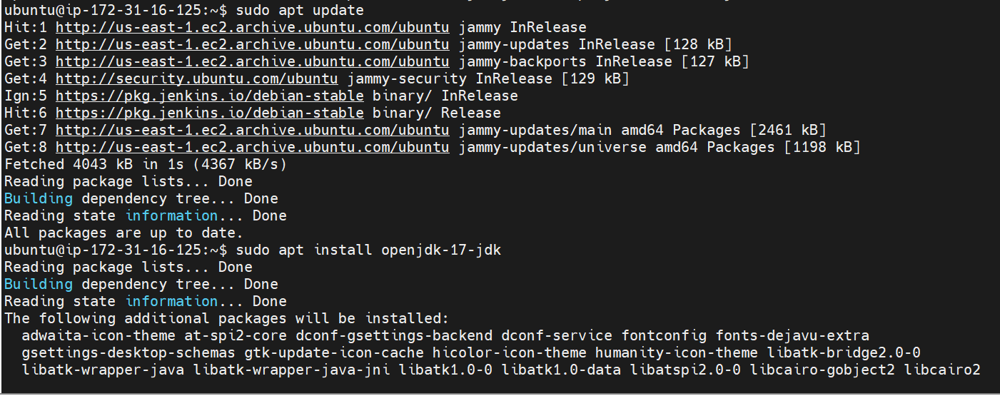 ubuntu@ip-172-31-16-125:~$ sudo apt update
Hit:1 http://us-east-1.ec2.archive.ubuntu.com/ubuntu jammy InRelease
Get:2 http://us-east-1.ec2.archive.ubuntu.com/ubuntu jammy-updates InRelease [128 kB]
Get:3 http://us-east-1.ec2.archive.ubuntu.com/ubuntu jammy-backports InRelease [127 kB]
Get:4 http://security.ubuntu.com/ubuntu jammy-security InRelease [129 kB]
Ign:5 https://pkg.jenkins.io/debian-stable binary/ InRelease
Hit:6 https://pkg.jenkins.io/debian-stable binary/ Release
Get:7 http://us-east-1.ec2.archive.ubuntu.com/ubuntu jammy-updates/main amd64 Packages [2461 kB]
Get:8 http://us-east-1.ec2.archive.ubuntu.com/ubuntu jammy-updates/universe amd64 Packages [1198 kB]
Fetched 4043 kB in 1s (4367 kB/s)
Reading package lists... Done
Building dependency tree... Done
Reading state information... Done
All packages are up to date.
ubuntu@ip-172-31-16-125:~$ sudo apt install openjdk-17-jdk
Reading package lists... Done
Building dependency tree... Done
Reading state information... Done
The following additional packages will be installed:
  adwaita-icon-theme at-spi2-core dconf-gsettings-backend dconf-service fontconfig fonts-dejavu-extra
  gsettings-desktop-schemas gtk-update-icon-cache hicolor-icon-theme humanity-icon-theme libatk-bridge2.0-0
  libatk-wrapper-java libatk-wrapper-java-jni libatk1.0-0 libatk1.0-data libatspi2.0-0 libcairo-gobject2 libcairo2